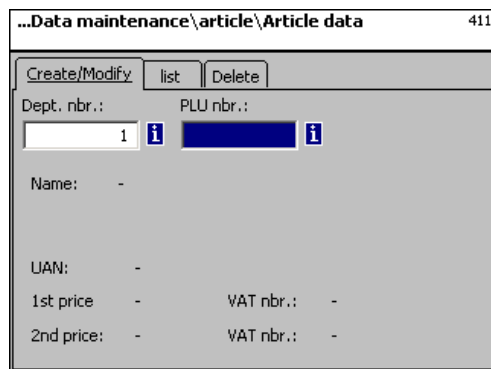 ...Data maintenance\article\Article data 411
Create/Modify list Delete
Dept. nbr.: PLU nbr.:
1 i i
Name: -
UAN: -
1st price - VAT nbr.: -
2nd price: - VAT nbr.: -